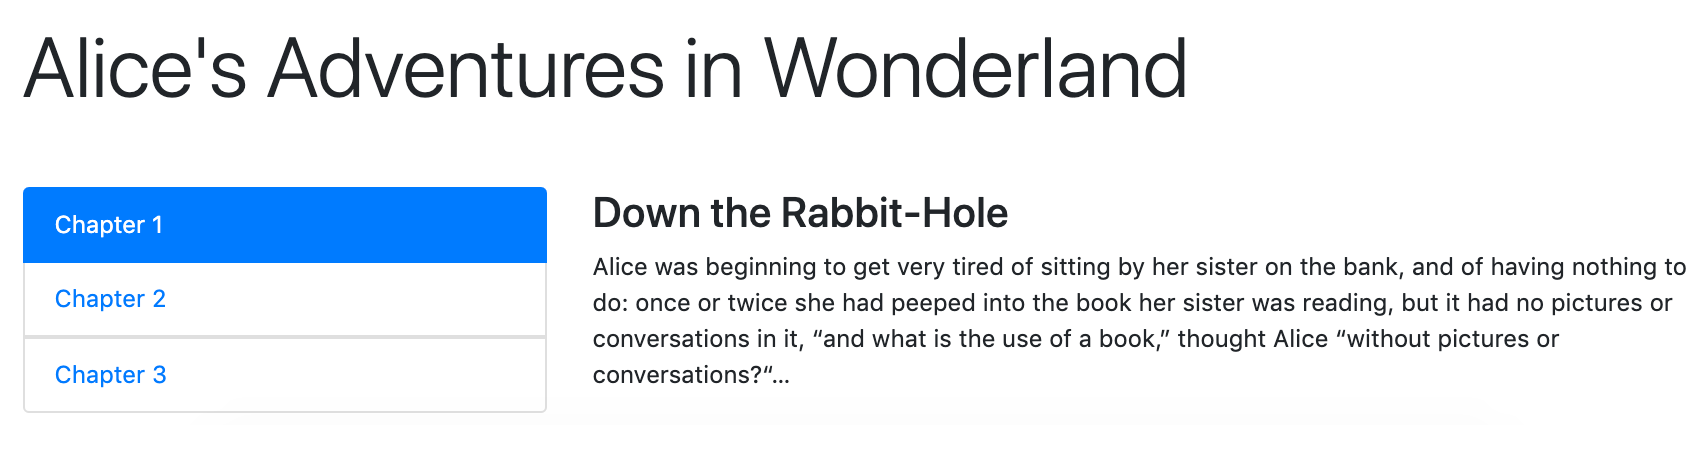 Alice's Adventures in Wonderland
Chapter 1
Chapter 2
Chapter 3
Down the Rabbit-Hole
Alice was beginning to get very tired of sitting by her sister on the bank, and of having nothing to
do: once or twice she had peeped into the book her sister was reading, but it had no pictures or
conversations in it, “and what is the use of a book,” thought Alice “without pictures or
conversations?“...